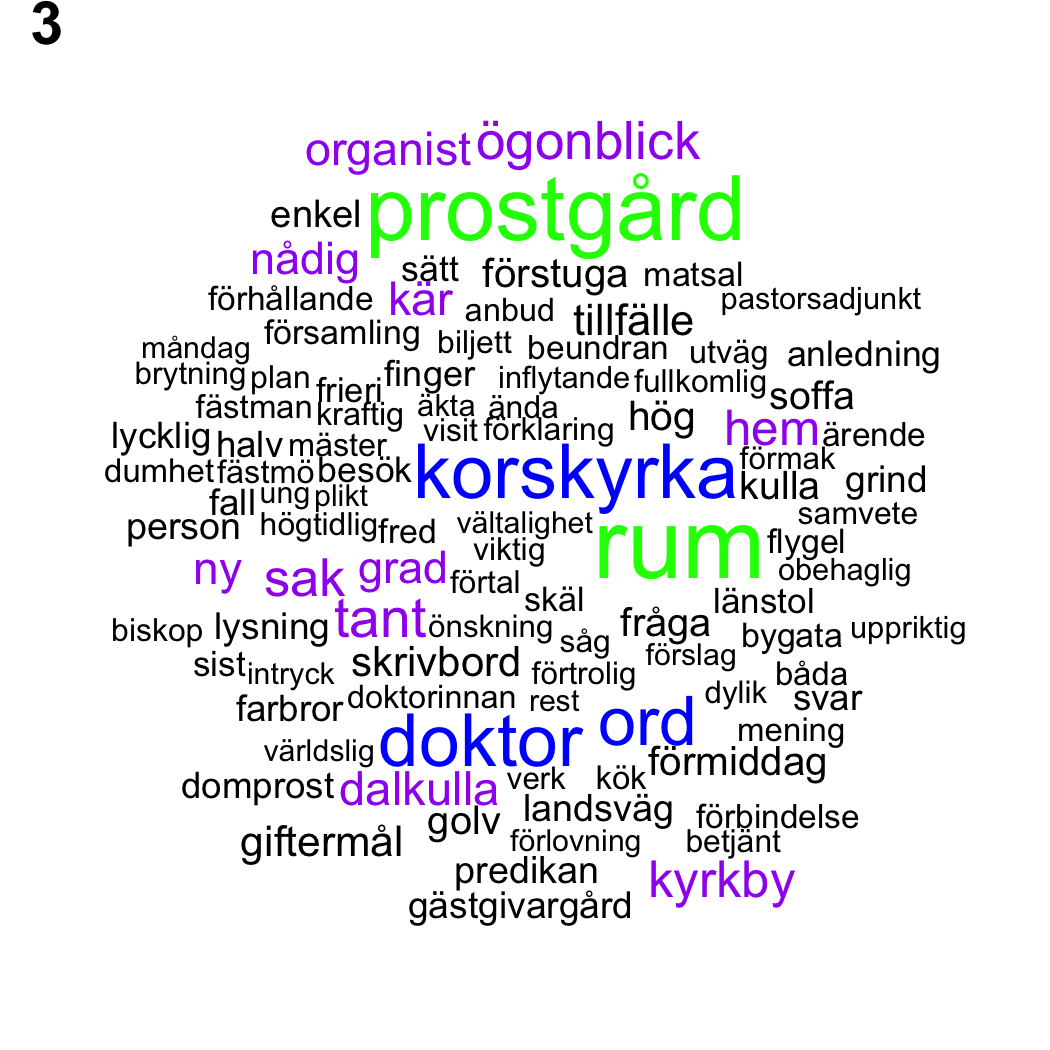 3
organist ögonblick
enkel prostgård
nådig sätt förstuga matsal
förhållande kär anbud tillfälle pastorsadjunkt
församling biljett beundran utväg anledning
måndag
brytning plan frieri finger inflytande fullkomlig soffa
fästman kraftig äkta ända hög
lycklig halv mäster visit förklaring hem ärende
dumhet fästmö besök korskyrka förmak
fall ung plikt kulla grind
person högtidlig fred vältalighet rum samvete
viktig flygel
ny sak grad förtal obehaglig
skäl länstol
biskop lysning tant önskning såg fråga bygata uppriktig
sist intryck skrivbord förtrolig förslag båda
farbror doktorinnan rest dylik svar
världslig doktor ord mening
domprost dalkulla verk kök förmiddag
giftermål golv landsväg förbindelse
förlovning betjänt
predikan kyrkby
gästgivargård